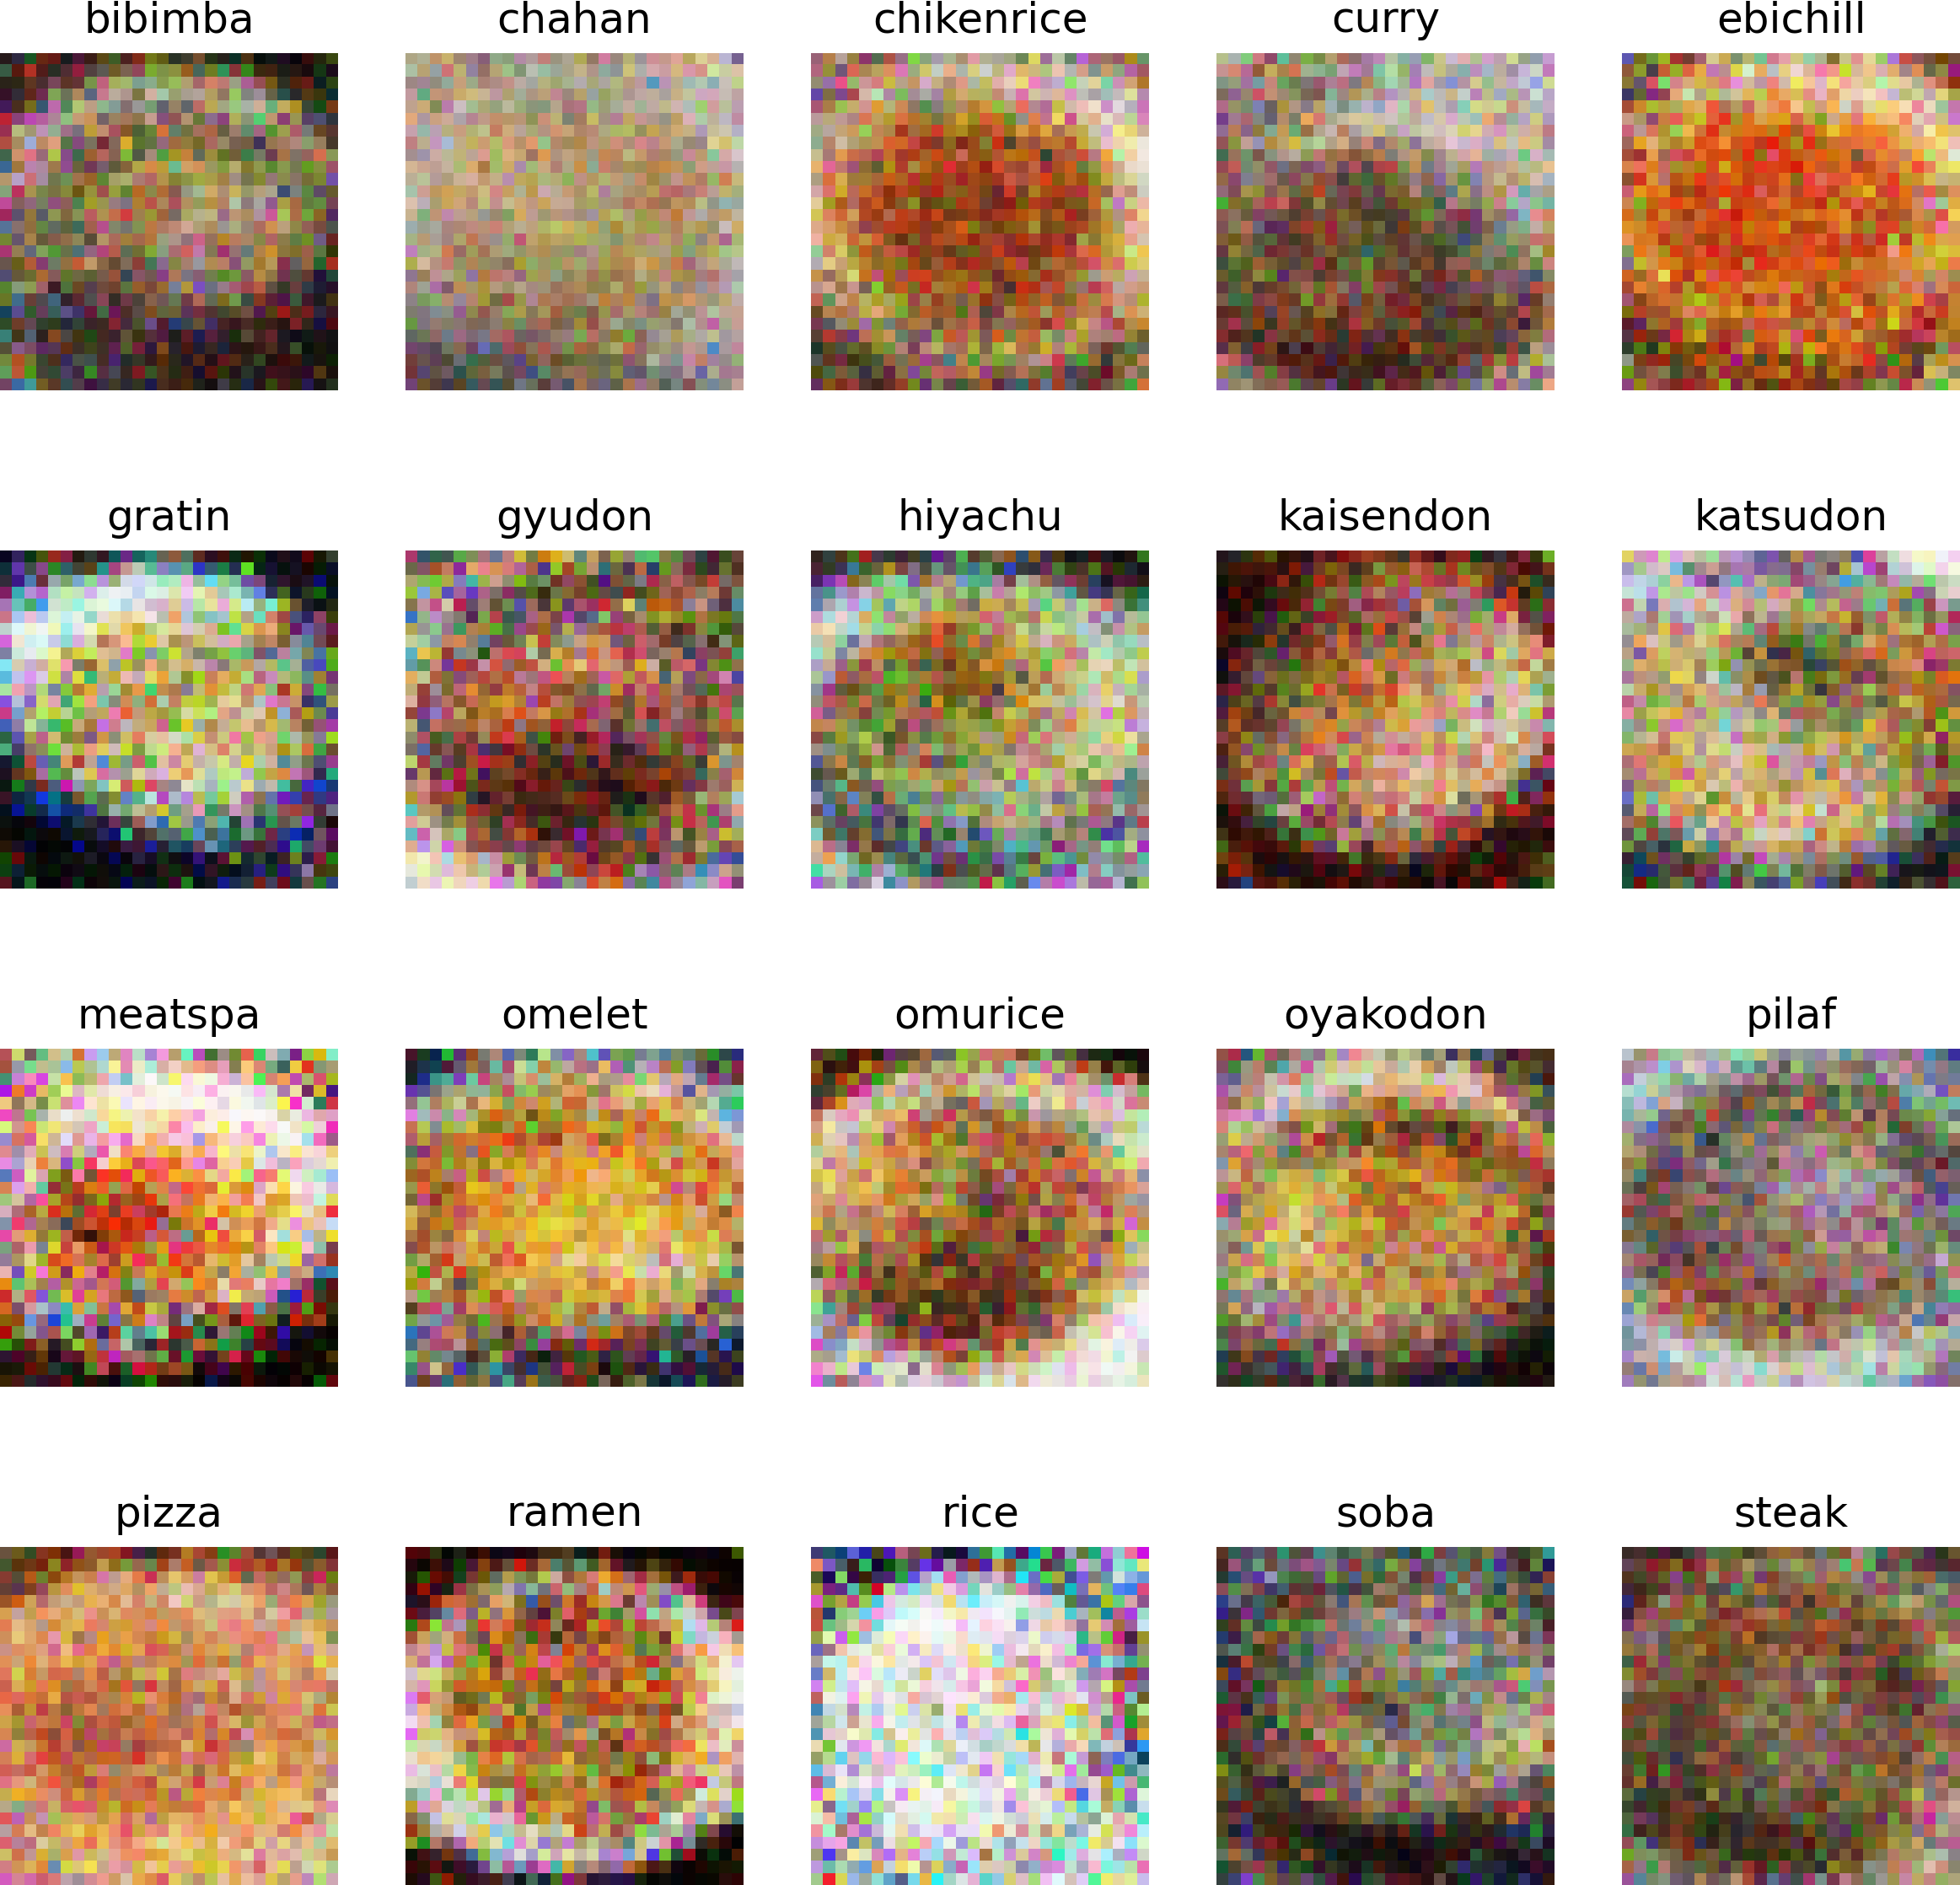 bibimba chahan chikenrice curry ebichill
gratin gyudon hiyachu kaisendon katsudon
meatspa omelet omurice oyakodon pilaf
pizza ramen rice soba steak